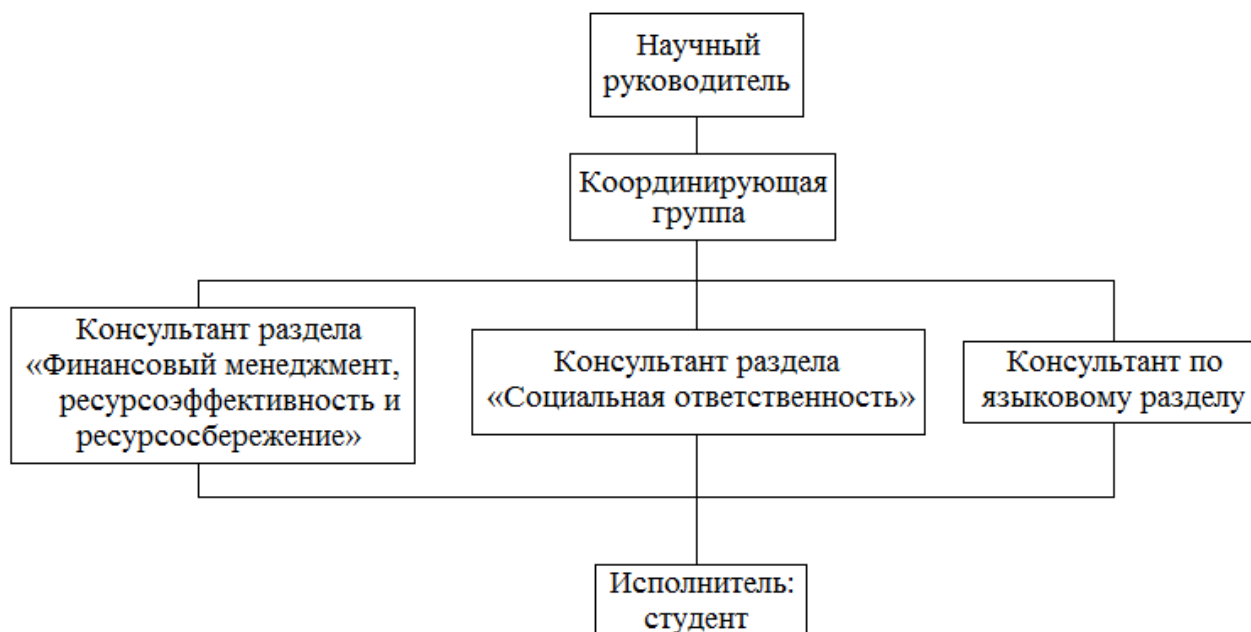 Научный
руководитель
Координирующая
группа
Консультант раздела
«Финансовый менеджмент,
ресурсоэффективность и
ресурсосбережение»
Консультант раздела
«Социальная ответственность»
Консультант по
языковому разделу
Исполнитель:
студент